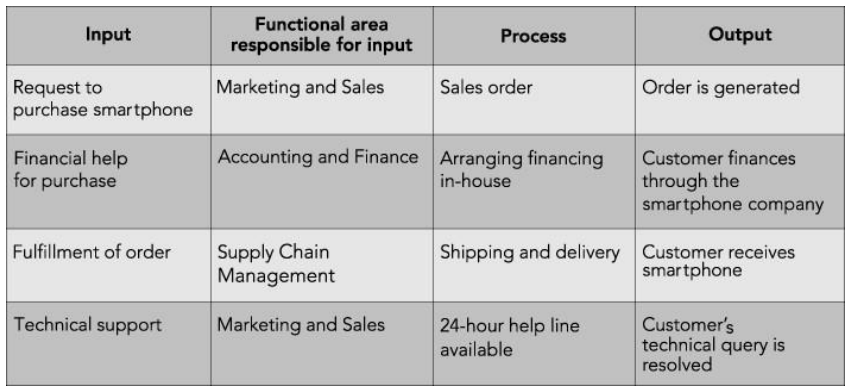 Input
Functional area
responsible for input
Process
Output
Request to
purchase smartphone
Marketing and Sales
Sales order
Order is generated
Financial help
for purchase
Accounting and Finance
Arranging financing
in-house
Customer finances
through the
smartphone company
Fulfillment of order
Supply Chain
Management
Shipping and delivery
Customer receives
smartphone
Technical support
Marketing and Sales
24-hour help line
available
Customer's
technical query is
resolved